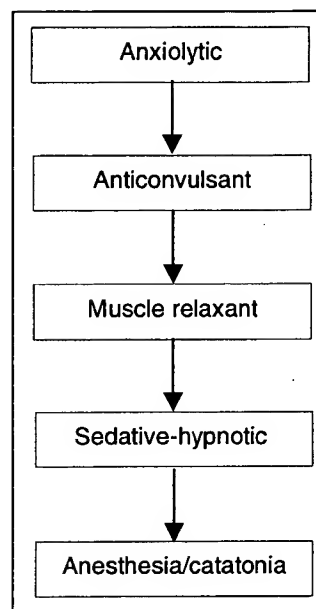 Anxiolytic
Anticonvulsant
Muscle relaxant
Sedative-hypnotic
Anesthesia/catatonia